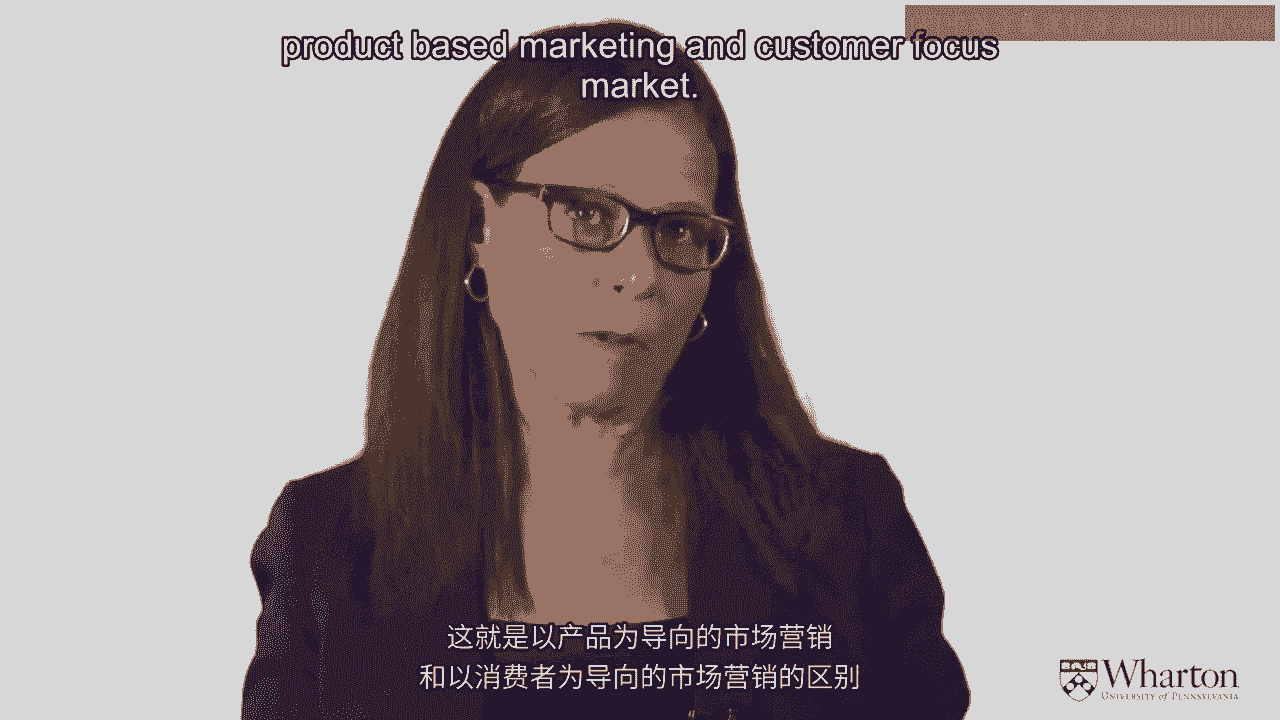 product based marketing and customer focus
market.
这就是以产品为导向的市场营销
和以消费者为导向的市场营销的区别
Wharton
UNIVERSITY of PENNSYLVANIA